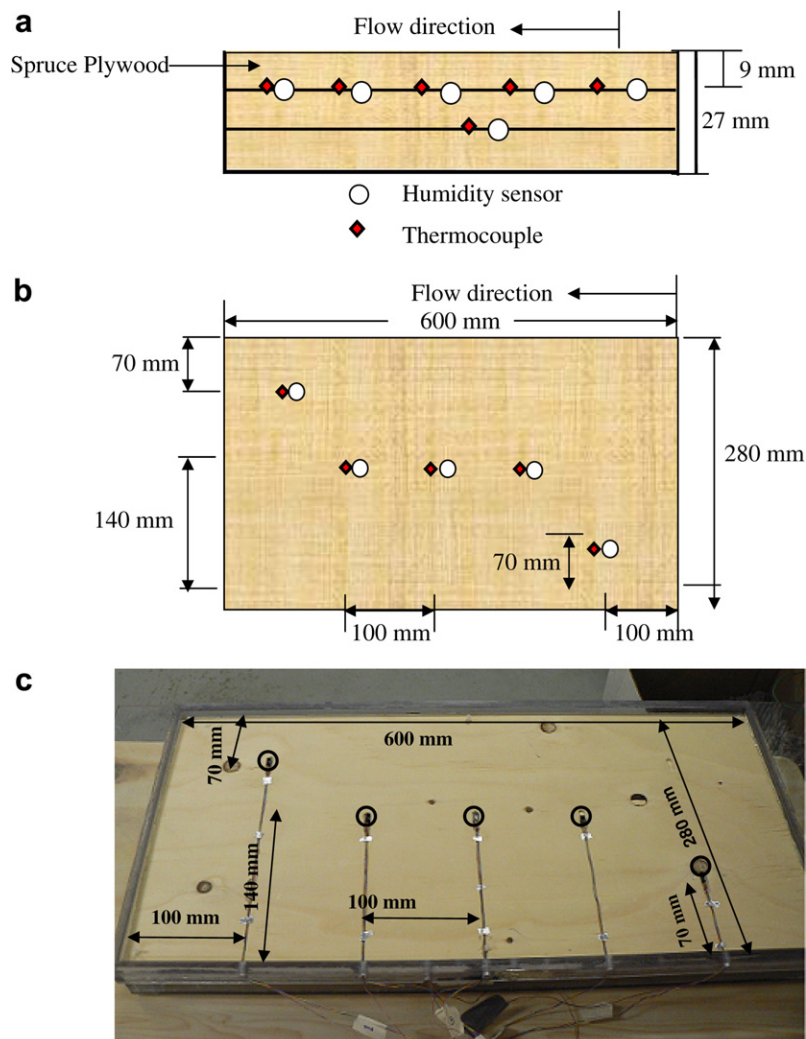 a
Flow direction
Spruce Plywood
9 mm
27 mm
Humidity sensor
Thermocouple
b
Flow direction
600 mm
70 mm
280 mm
140 mm
70 mm
100 mm
100 mm
c
600 mm
70 mm
280 mm
140 mm
100 mm
100 mm
70 mm